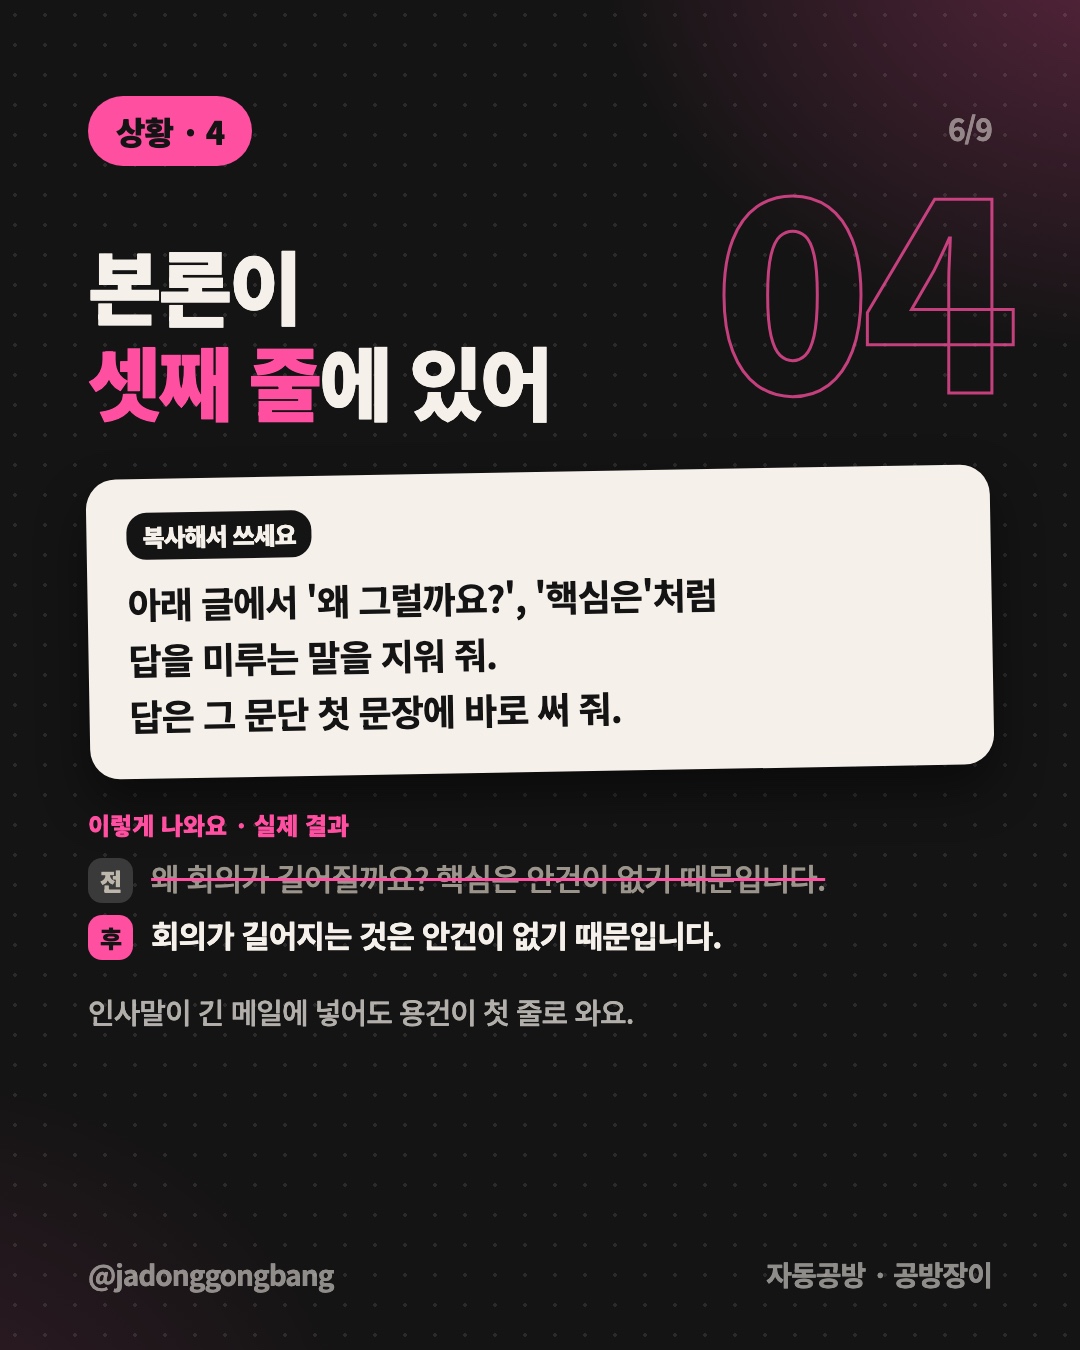 상황 · 4
6/9
04
본론이
셋째 줄에 있어
복사해서 쓰세요
아래 글에서 '왜 그럴까요?', '핵심은'처럼
답을 미루는 말을 지워 줘.
답은 그 문단 첫 문장에 바로 써 줘.
이렇게 나와요 · 실제 결과
전 왜 회의가 길어질까요? 핵심은 안건이 없기 때문입니다.
후 회의가 길어지는 것은 안건이 없기 때문입니다.
인사말이 긴 메일에 넣어도 용건이 첫 줄로 와요.
@jadonggongbang
자동공방 · 공방장이